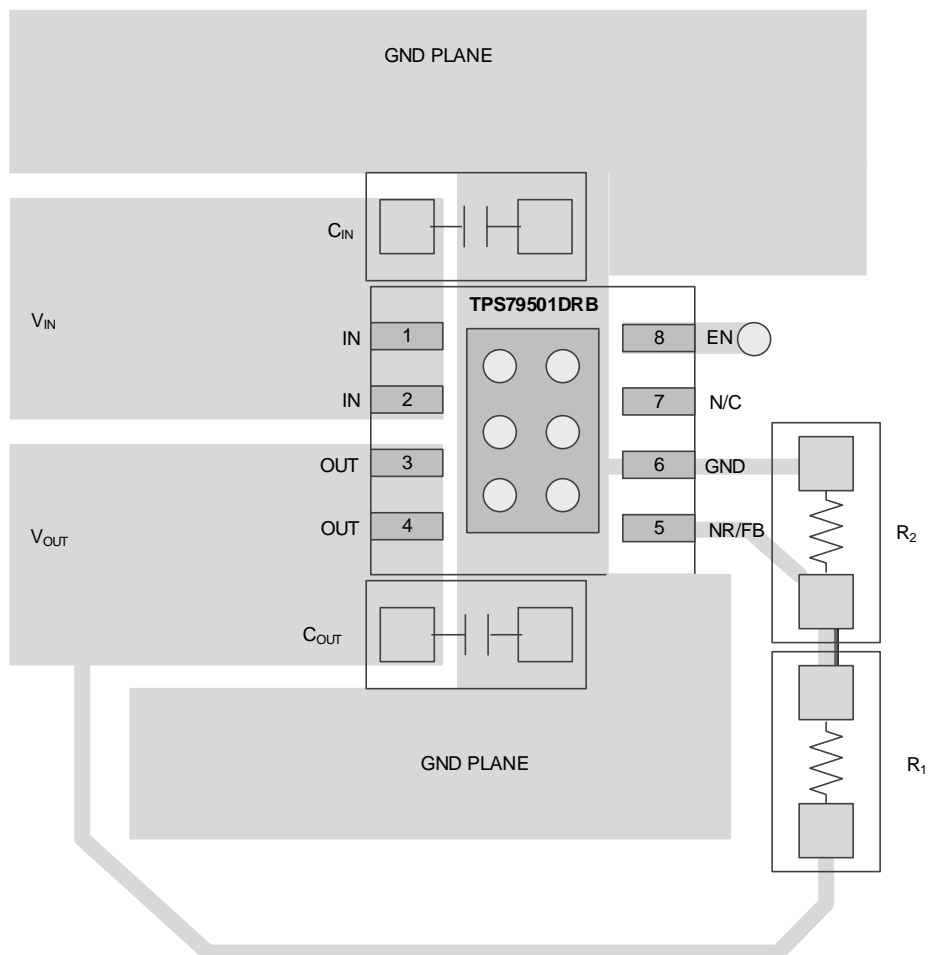 GND PLANE
C_IN
TPS79501DRB
V_IN
IN 1
8 EN
IN 2
7 N/C
OUT 3
6 GND
V_OUT
OUT 4
5 NR/FB
R_2
C_OUT
GND PLANE
R_1